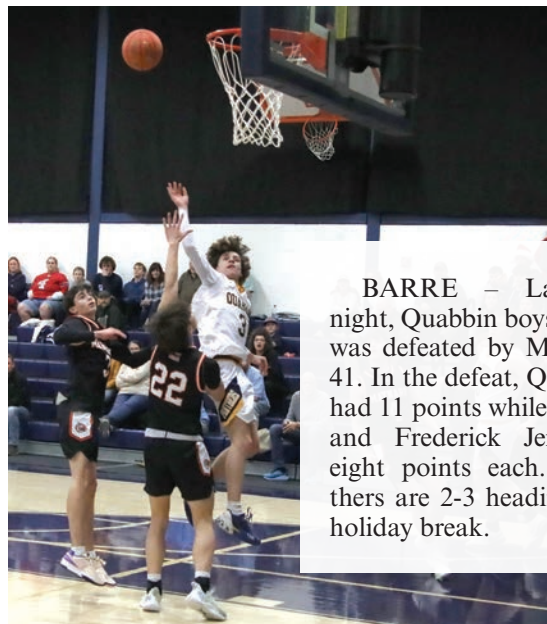 3
22
BARRE – La
night, Quabbin boys
was defeated by M
41. In the defeat, Q
had 11 points while
and Frederick Je
eight points each.
thers are 2-3 headi
holiday break.